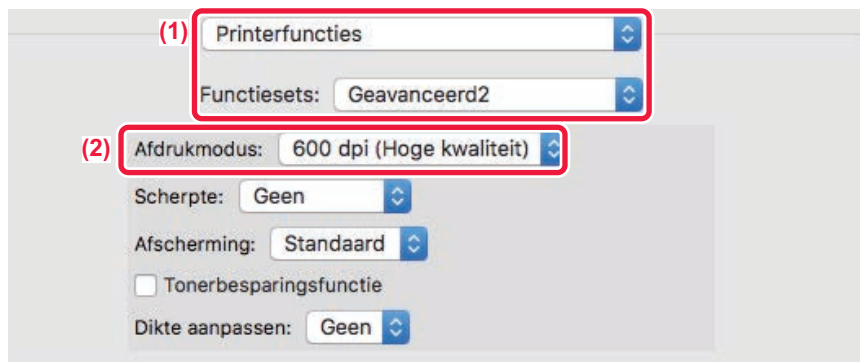 (1) Printerfuncties
Functiesets: Geavanceerd2
(2) Afdrukmodus: 600 dpi (Hoge kwaliteit)
Scherpte: Geen
Afscherming: Standaard
Tonerbesparingsfunctie
Dikte aanpassen: Geen